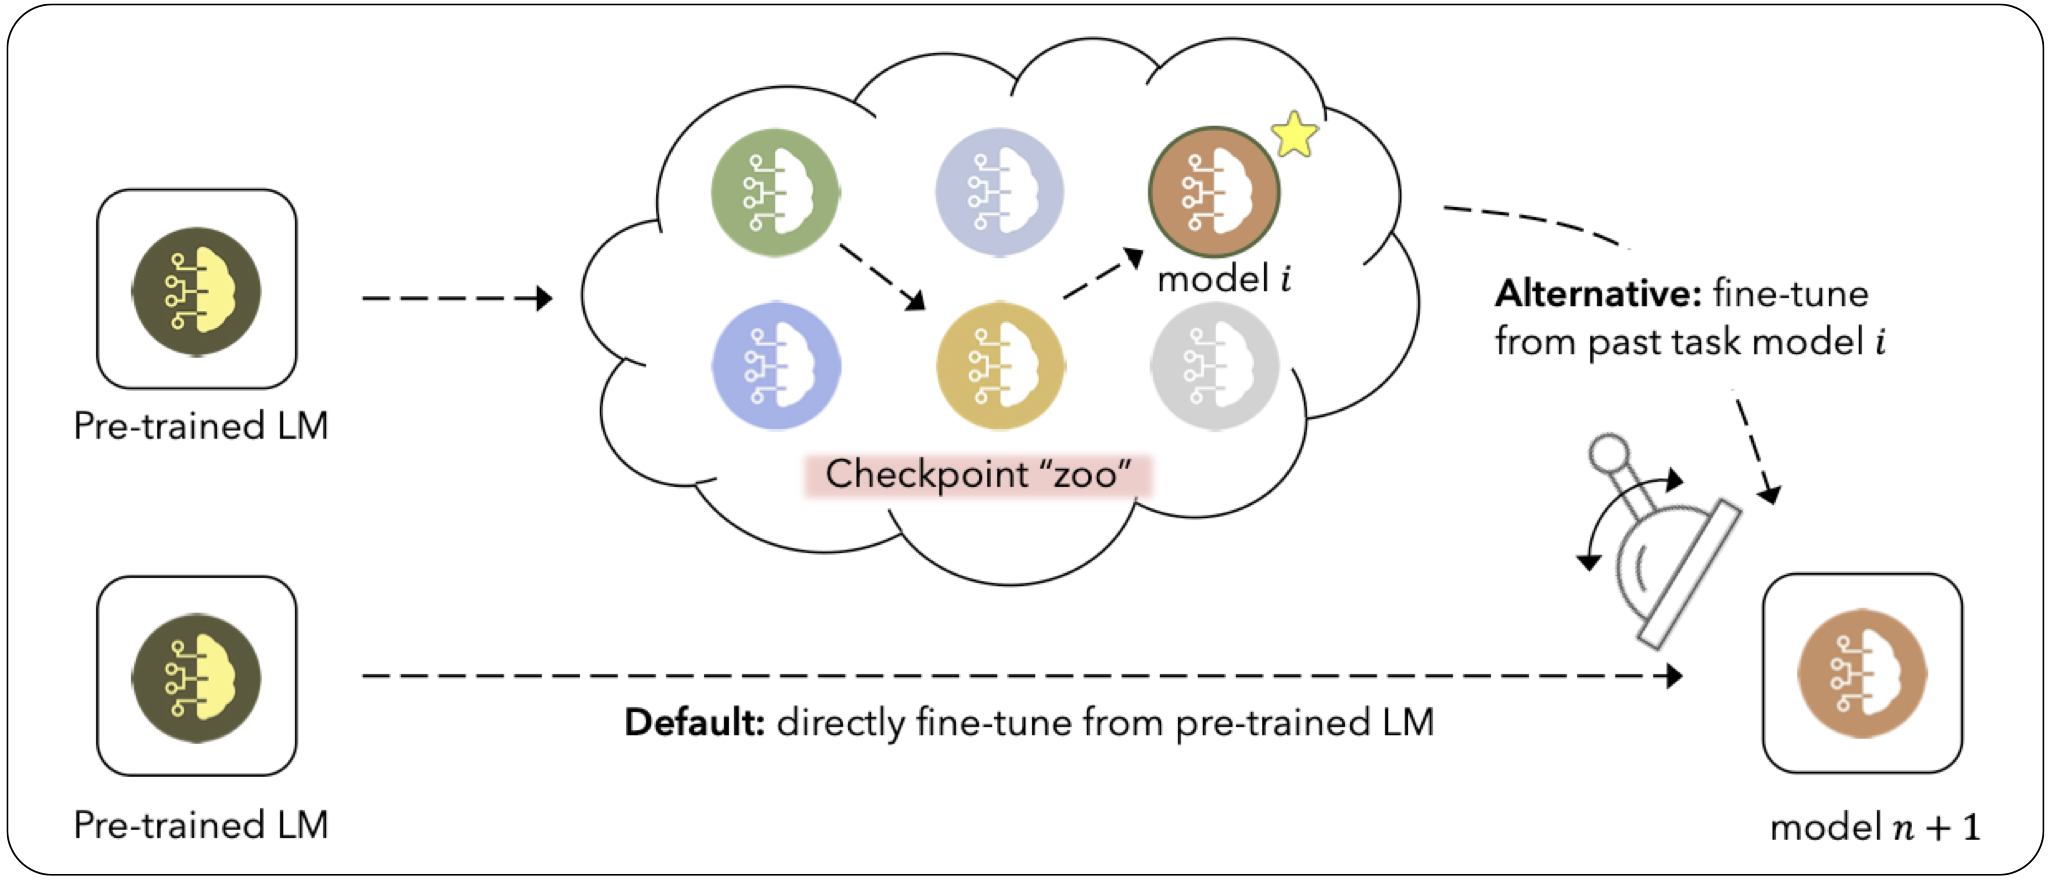 model i
Alternative: fine-tune
from past task model i
Pre-trained LM
Checkpoint “zoo”
Default: directly fine-tune from pre-trained LM
Pre-trained LM
model n + 1